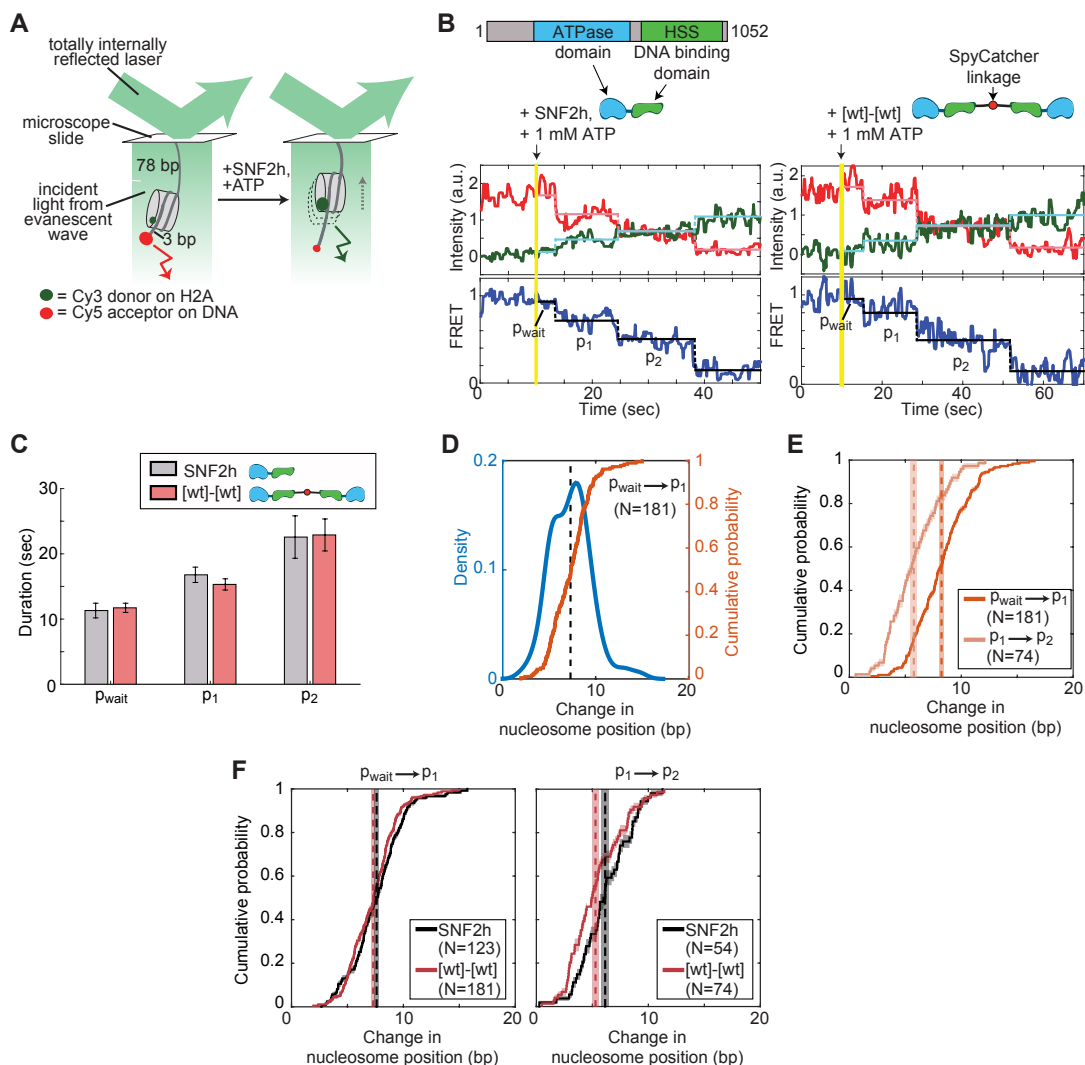 A
totally internally
reflected laser
microscope
slide
78 bp
+SNF2h,
+ATP
incident
light from
evanescent
wave
3 bp
= Cy3 donor on H2A
= Cy5 acceptor on DNA
B
1
ATPase
HSS
1052
domain
DNA binding
domain
+ SNF2h,
+ 1 mM ATP
SpyCatcher
linkage
+ [wt]-[wt]
+ 1 mM ATP
Intensity (a.u.)
2
1
0
FRET
1
0
pwait
p1
p2
0
20
40
Time (sec)
Intensity (a.u.)
2
1
0
FRET
1
0
pwait
p1
p2
0
20
40
60
Time (sec)
C
SNF2h
[wt]-[wt]
Duration (sec)
30
20
10
0
pwait
p1
p2
D
0.2
0.1
0
Density
pwait → p1
(N=181)
1
0.8
0.6
0.4
0.2
0
Cumulative probability
0
10
20
Change in
nucleosome position (bp)
E
Cumulative probability
1
0.8
0.6
0.4
0.2
0
pwait → p1
(N=181)
p1 → p2
(N=74)
0
10
20
Change in
nucleosome position (bp)
F
pwait → p1
Cumulative probability
1
0.8
0.6
0.4
0.2
0
SNF2h
(N=123)
[wt]-[wt]
(N=181)
0
10
20
Change in
nucleosome position (bp)
p1 → p2
SNF2h
(N=54)
[wt]-[wt]
(N=74)
0
10
20
Change in
nucleosome position (bp)